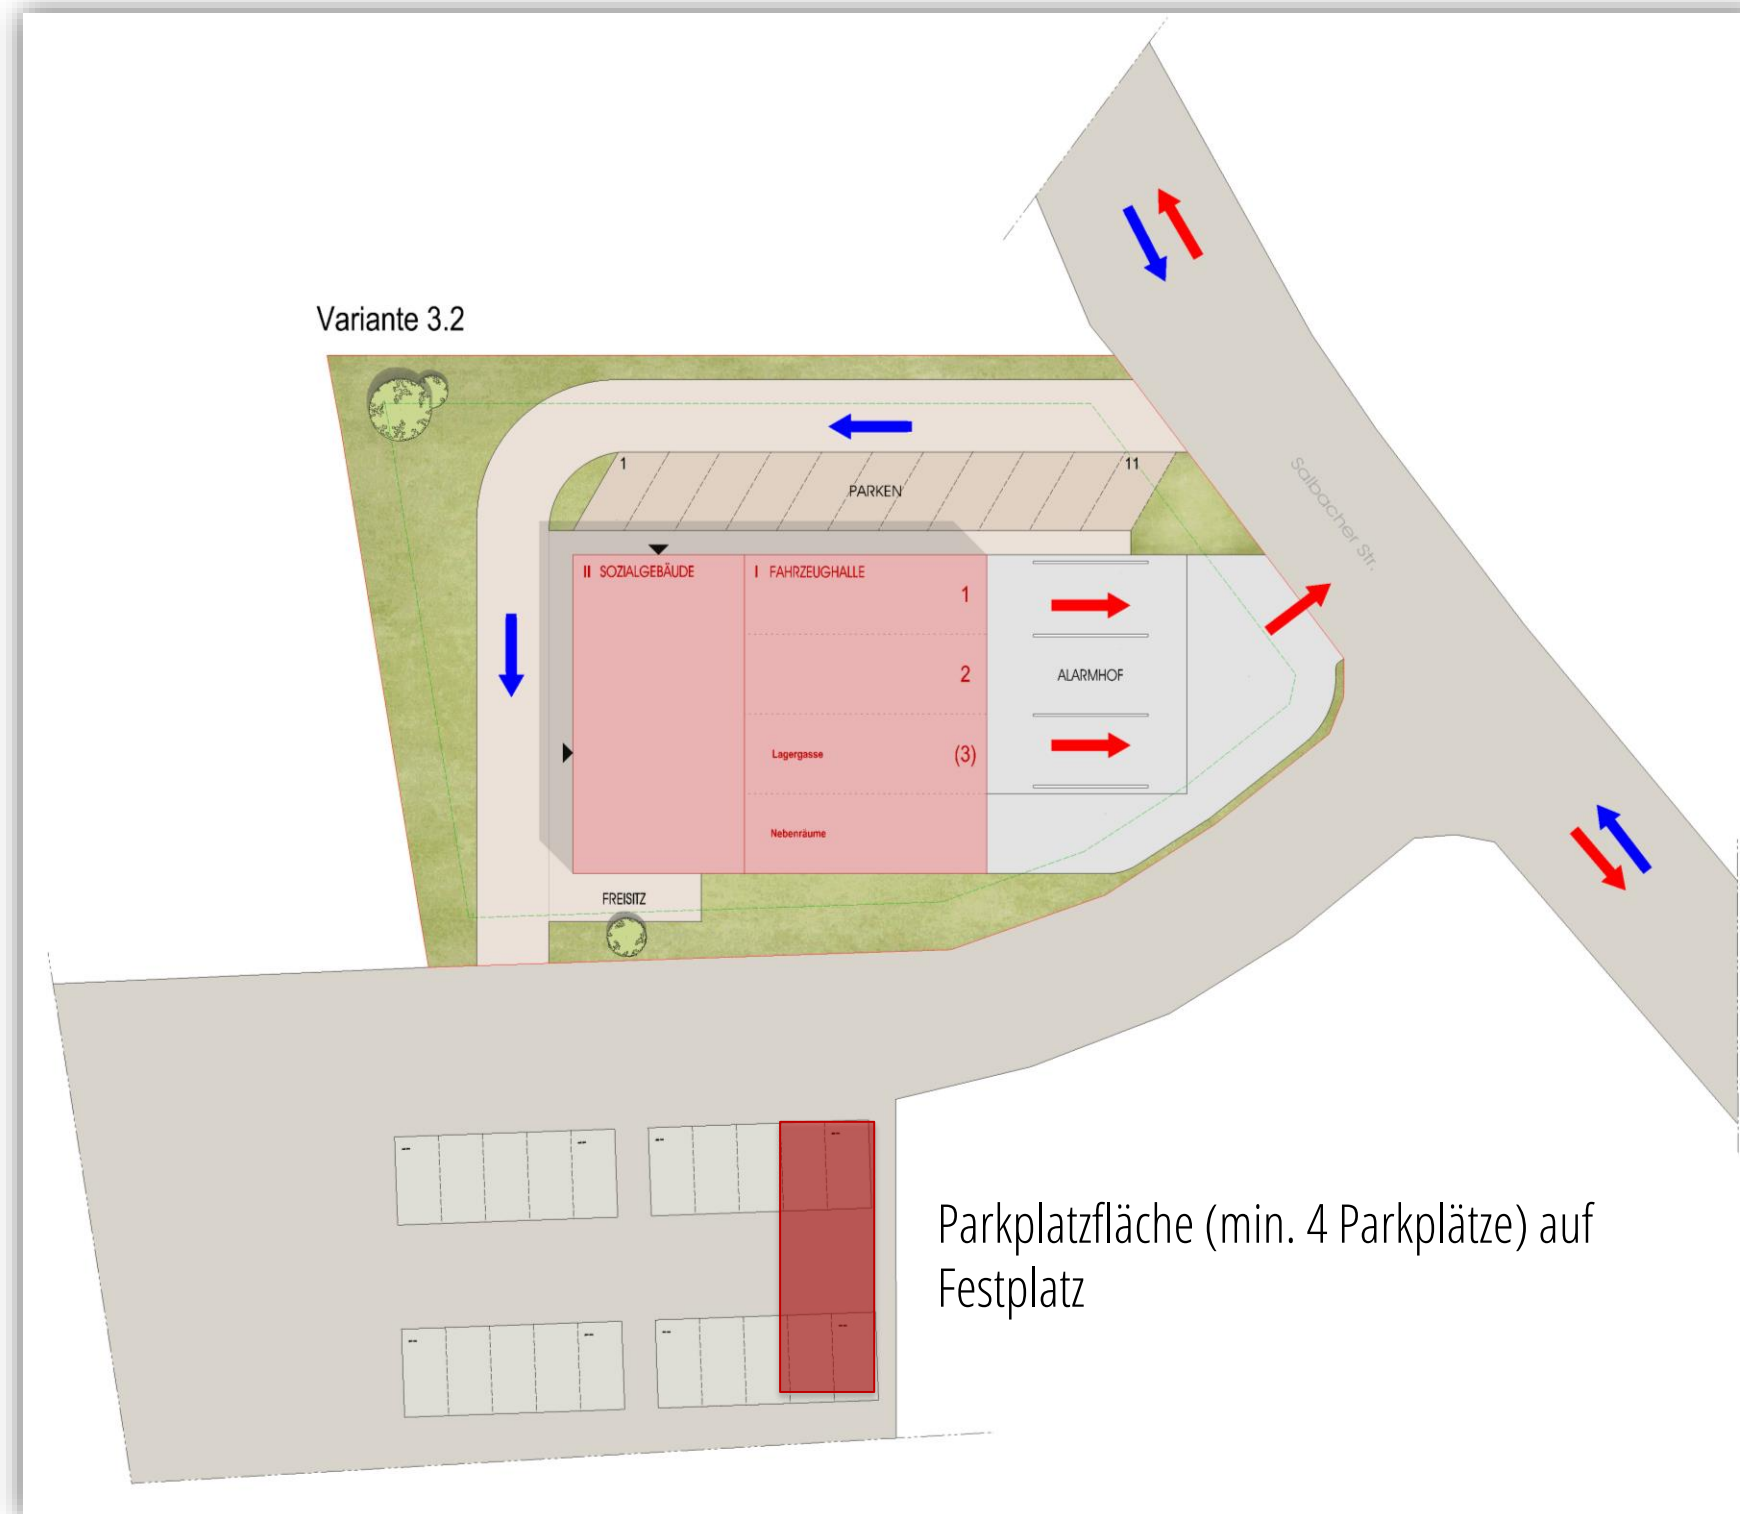 Variante 3.2
1
11
PARKEN
Salbacher Str.
II SOZIALGEBÄUDE
I FAHRZEUGHALLE
1
2
ALARMHOF
Lagergasse
(3)
Nebenräume
FREISITZ
Parkplatzfläche (min. 4 Parkplätze) auf
Festplatz